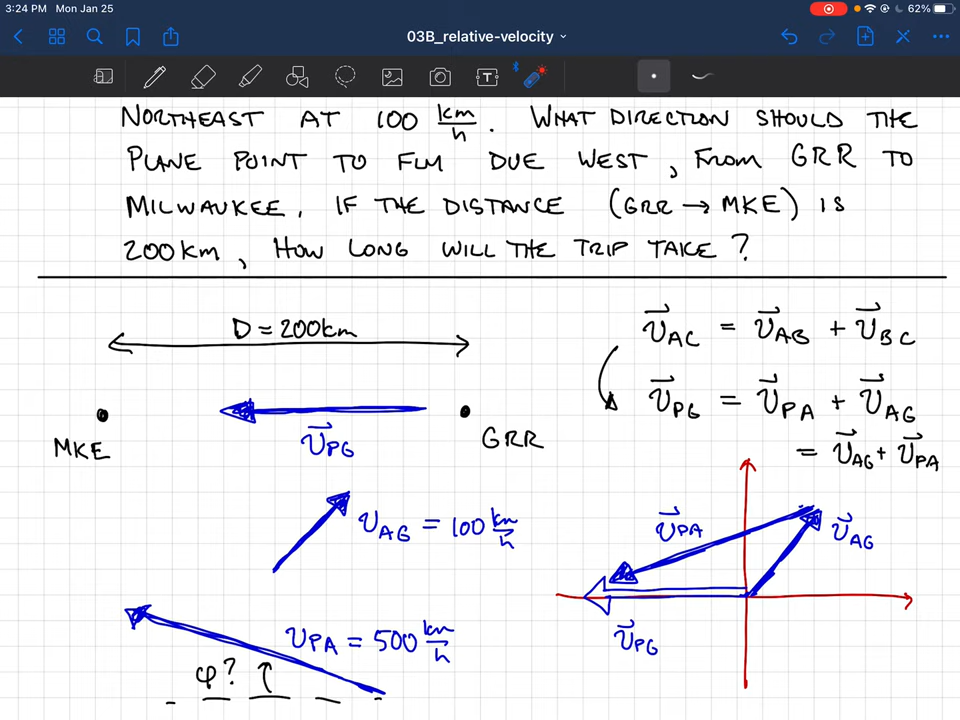 3:24 PM Mon Jan 25
62%
03B_relative-velocity
T
NORTHEAST AT 100 km/h. WHAT DIRECTION SHOULD THE
PLANE POINT TO FLY DUE WEST, FROM GRR TO
MILWAUKEE. IF THE DISTANCE (GRR → MKE) IS
200km, HOW LONG WILL THE TRIP TAKE?
D = 200km
MKE
GRR
v⃗PG
v⃗AC = v⃗AB + v⃗BC
v⃗PG = v⃗PA + v⃗AG
= v⃗AG + v⃗PA
vAG = 100 km/h
vPA = 500 km/h
φ?
v⃗PA
v⃗AG
v⃗PG